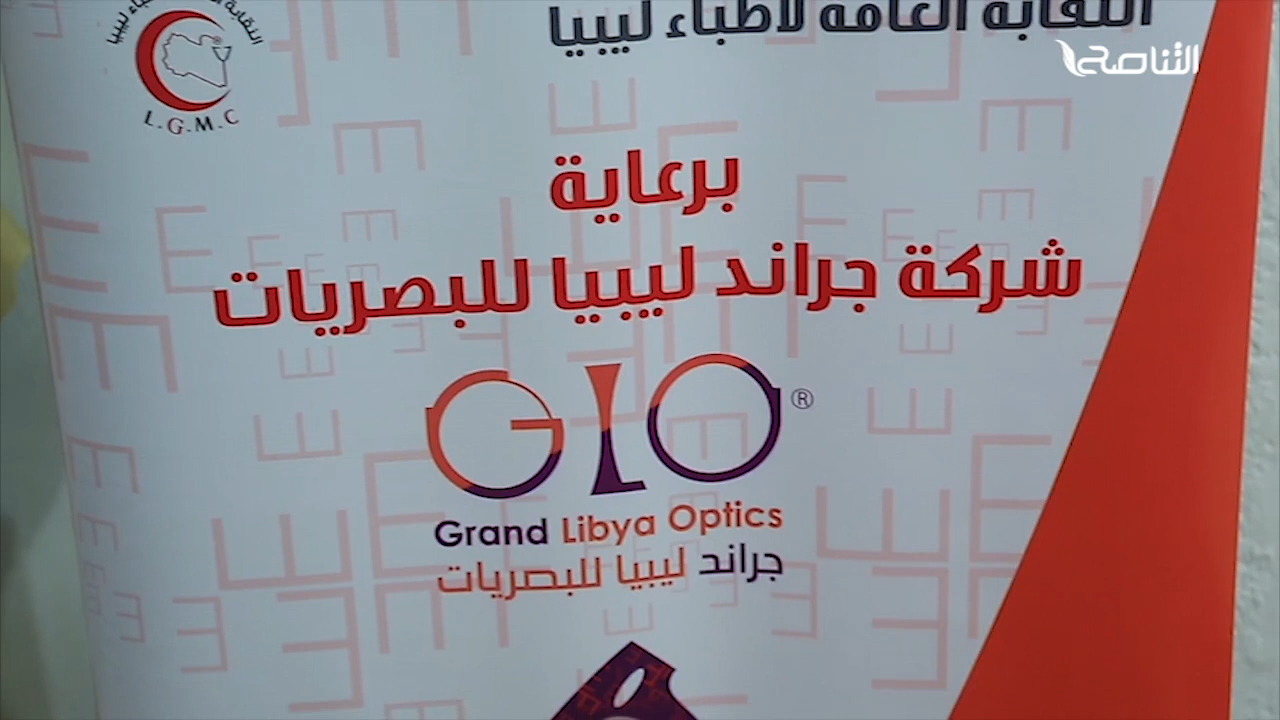 النقابة العامة لأطباء ليبيا
التناصح
L.G.M.C
برعاية
شركة جراند ليبيا للبصريات
GLO®
Grand Libya Optics
جراند ليبيا للبصريات